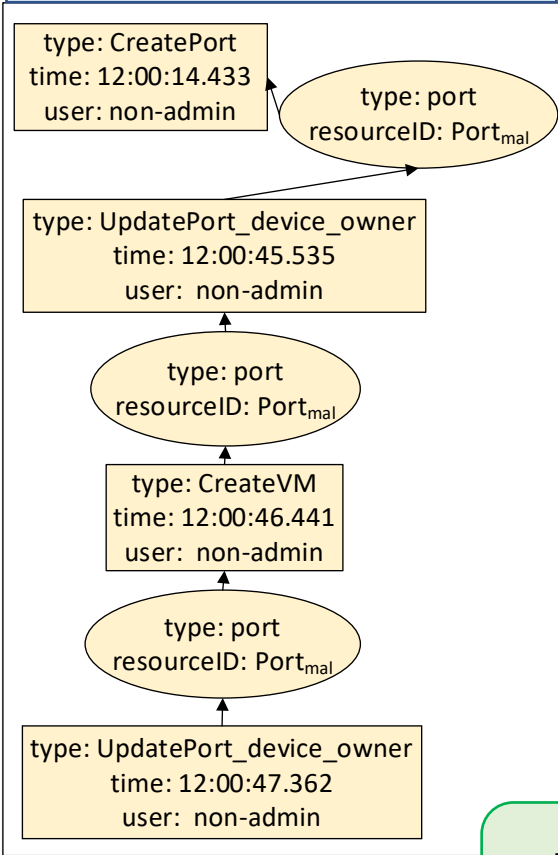 type: CreatePort
time: 12:00:14.433
user: non-admin
type: port
resourceID: Portmal
type: UpdatePort_device_owner
time: 12:00:45.535
user: non-admin
type: port
resourceID: Portmal
type: CreateVM
time: 12:00:46.441
user: non-admin
type: port
resourceID: Portmal
type: UpdatePort_device_owner
time: 12:00:47.362
user: non-admin